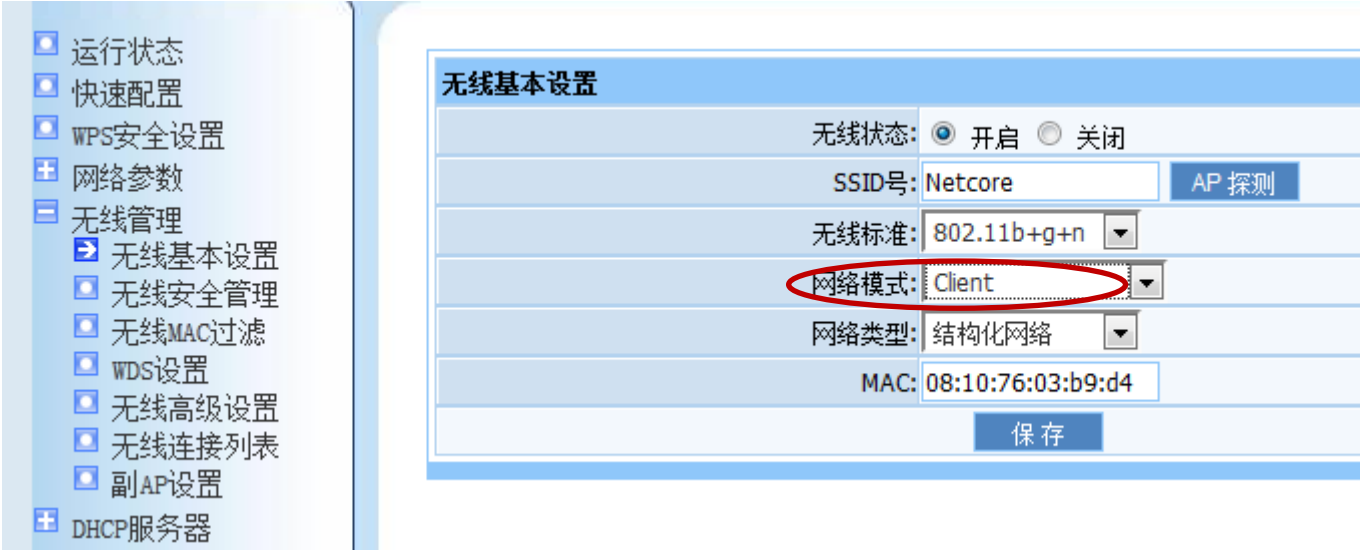 运行状态
快速配置
WPS安全设置
网络参数
无线管理
无线基本设置
无线安全管理
无线MAC过滤
WDS设置
无线高级设置
无线连接列表
副AP设置
DHCP服务器
无线基本设置
无线状态: 开启 关闭
SSID号: Netcore AP 探测
无线标准: 802.11b+g+n
网络模式: Client
网络类型: 结构化网络
MAC: 08:10:76:03:b9:d4
保存